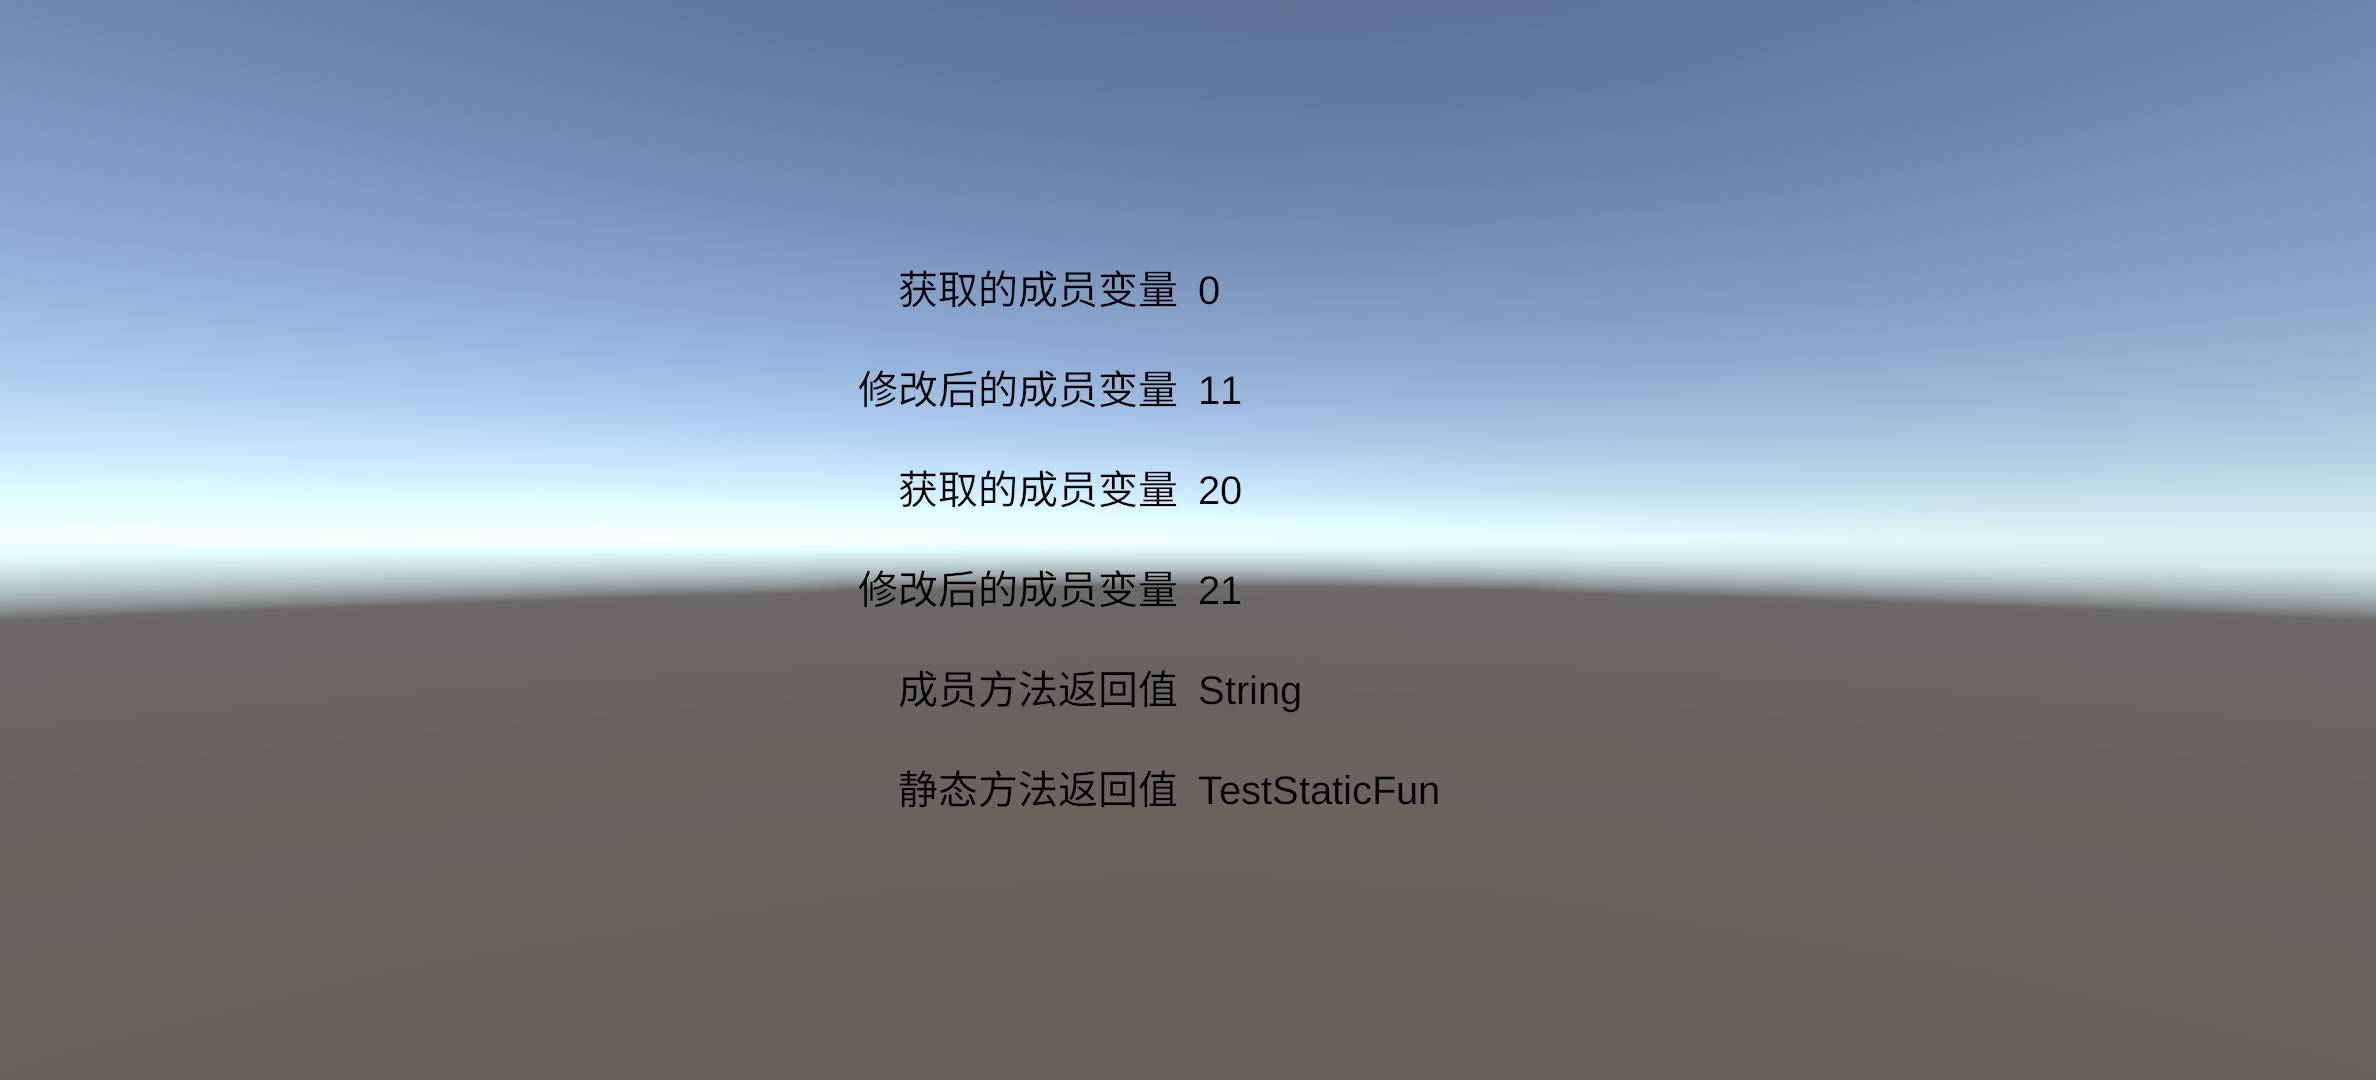 获取的成员变量 0
修改后的成员变量 11
获取的成员变量 20
修改后的成员变量 21
成员方法返回值 String
静态方法返回值 TestStaticFun